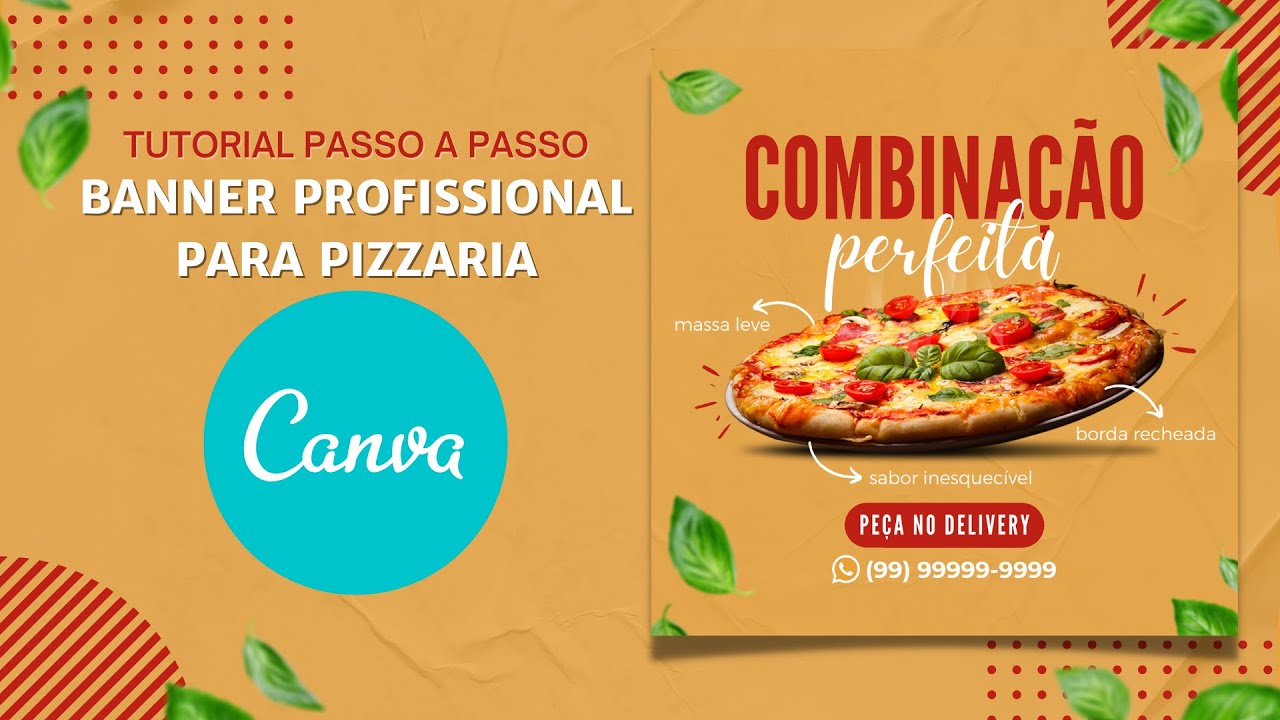 TUTORIAL PASSO A PASSO
BANNER PROFISSIONAL
PARA PIZZARIA
Canva
COMBINAÇÃO
perfeita
massa leve
borda recheada
sabor inesquecível
PEÇA NO DELIVERY
(99) 99999-9999